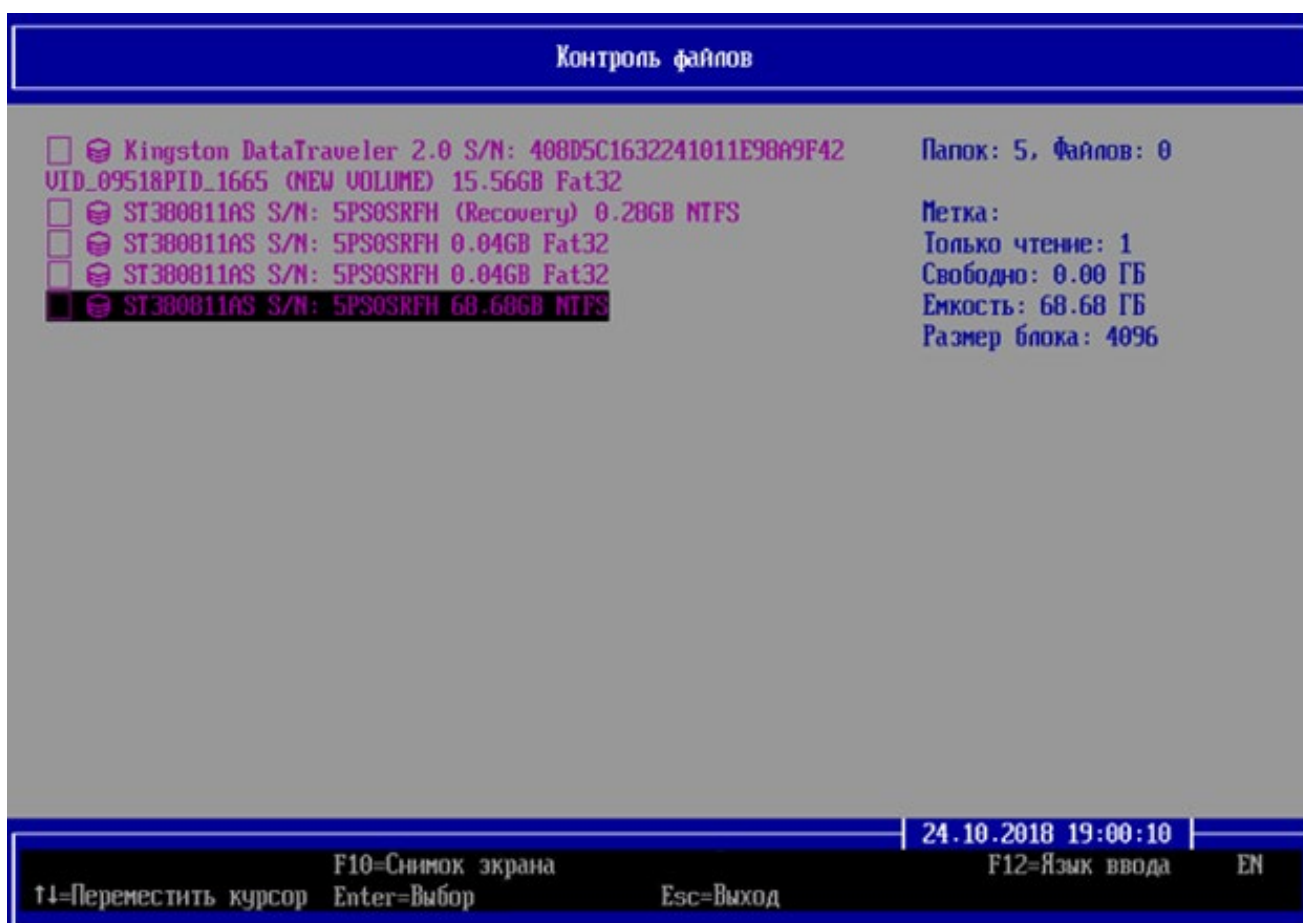 Контроль файлов
Kingston DataTraveler 2.0 S/N: 408D5C1632241011E98A9F42
VID_0951&PID_1665 (NEW VOLUME) 15.56GB Fat32
ST380811AS S/N: 5PS0SRFH (Recovery) 0.28GB NTFS
ST380811AS S/N: 5PS0SRFH 0.04GB Fat32
ST380811AS S/N: 5PS0SRFH 0.04GB Fat32
ST380811AS S/N: 5PS0SRFH 68.68GB NTFS
Папок: 5, Файлов: 0
Метка:
Только чтение: 1
Свободно: 0.00 ГБ
Емкость: 68.68 ГБ
Размер блока: 4096
24.10.2018 19:00:10
F10=Снимок экрана F12=Язык ввода EN
↑↓=Переместить курсор Enter=Выбор Esc=Выход